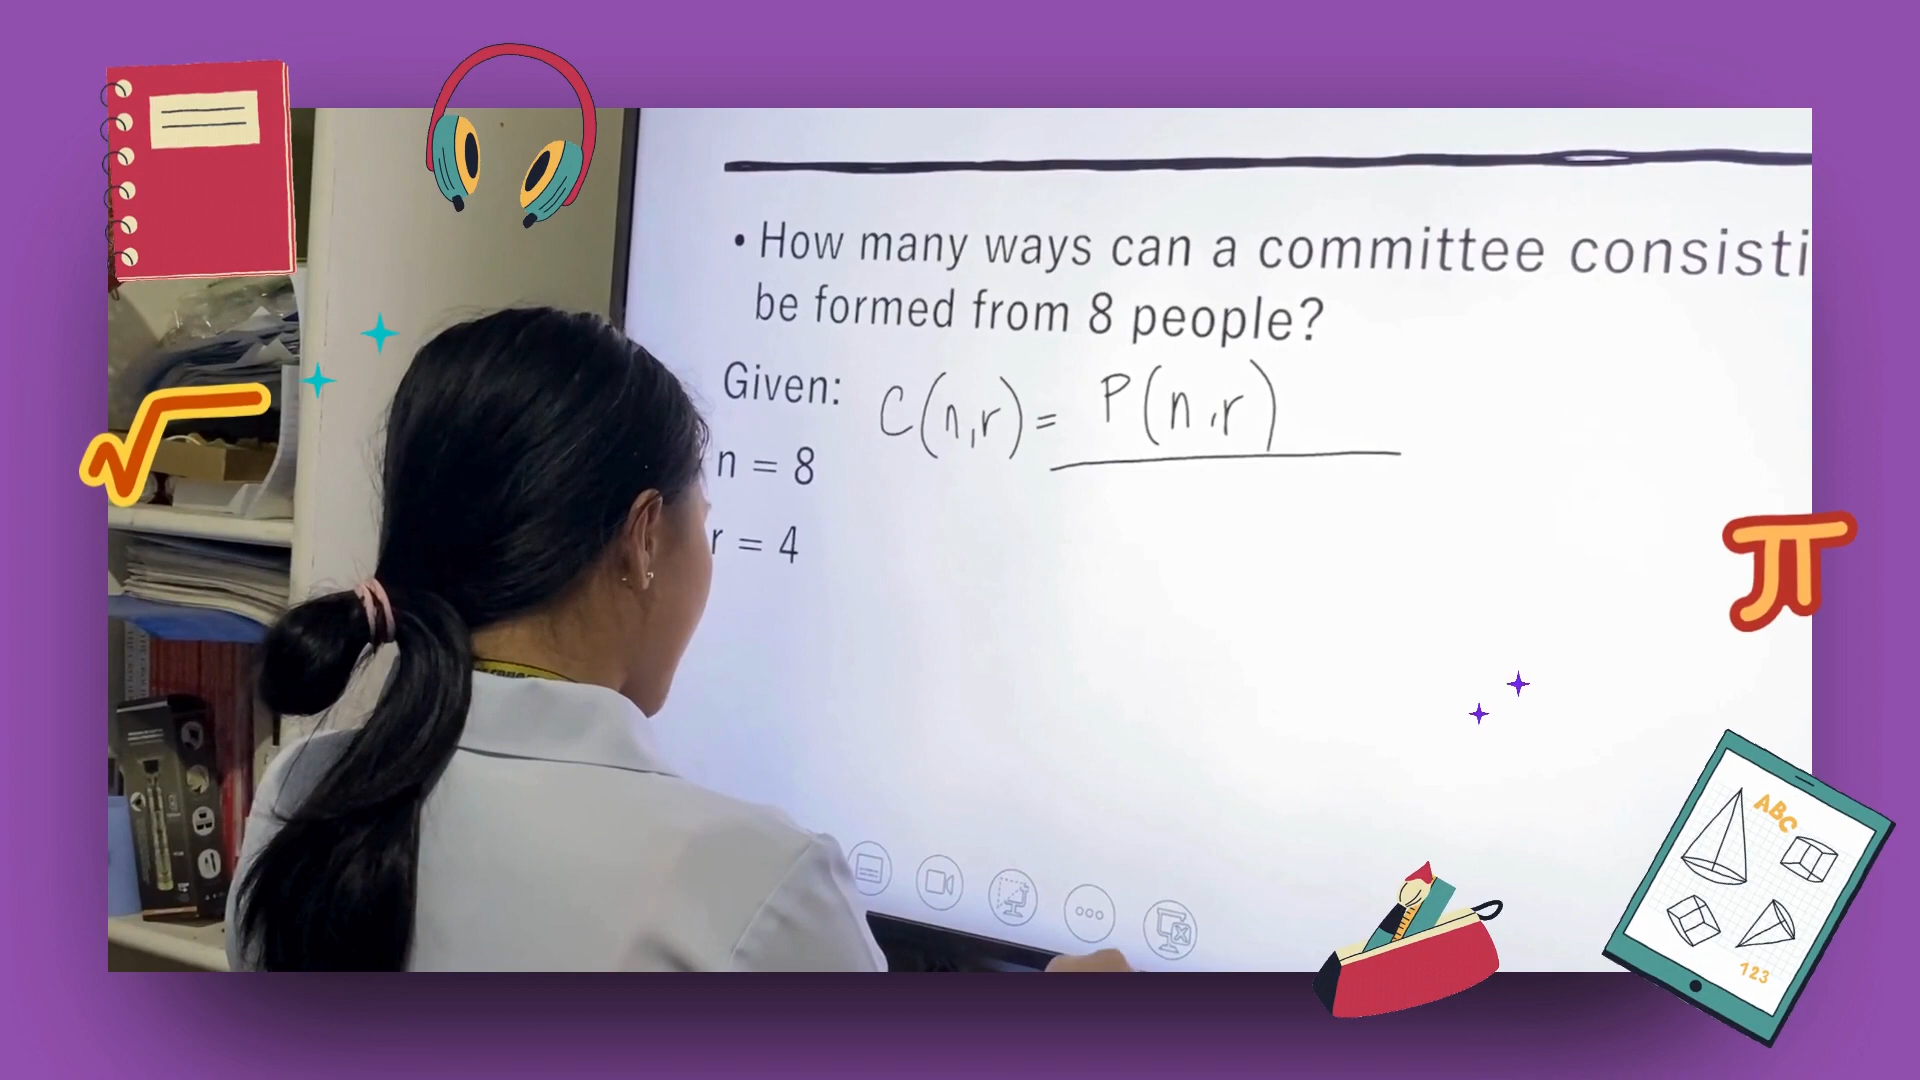 • How many ways can a committee consisti
be formed from 8 people?
Given: C(n,r) = P(n,r)
n = 8
r = 4
ABC
123